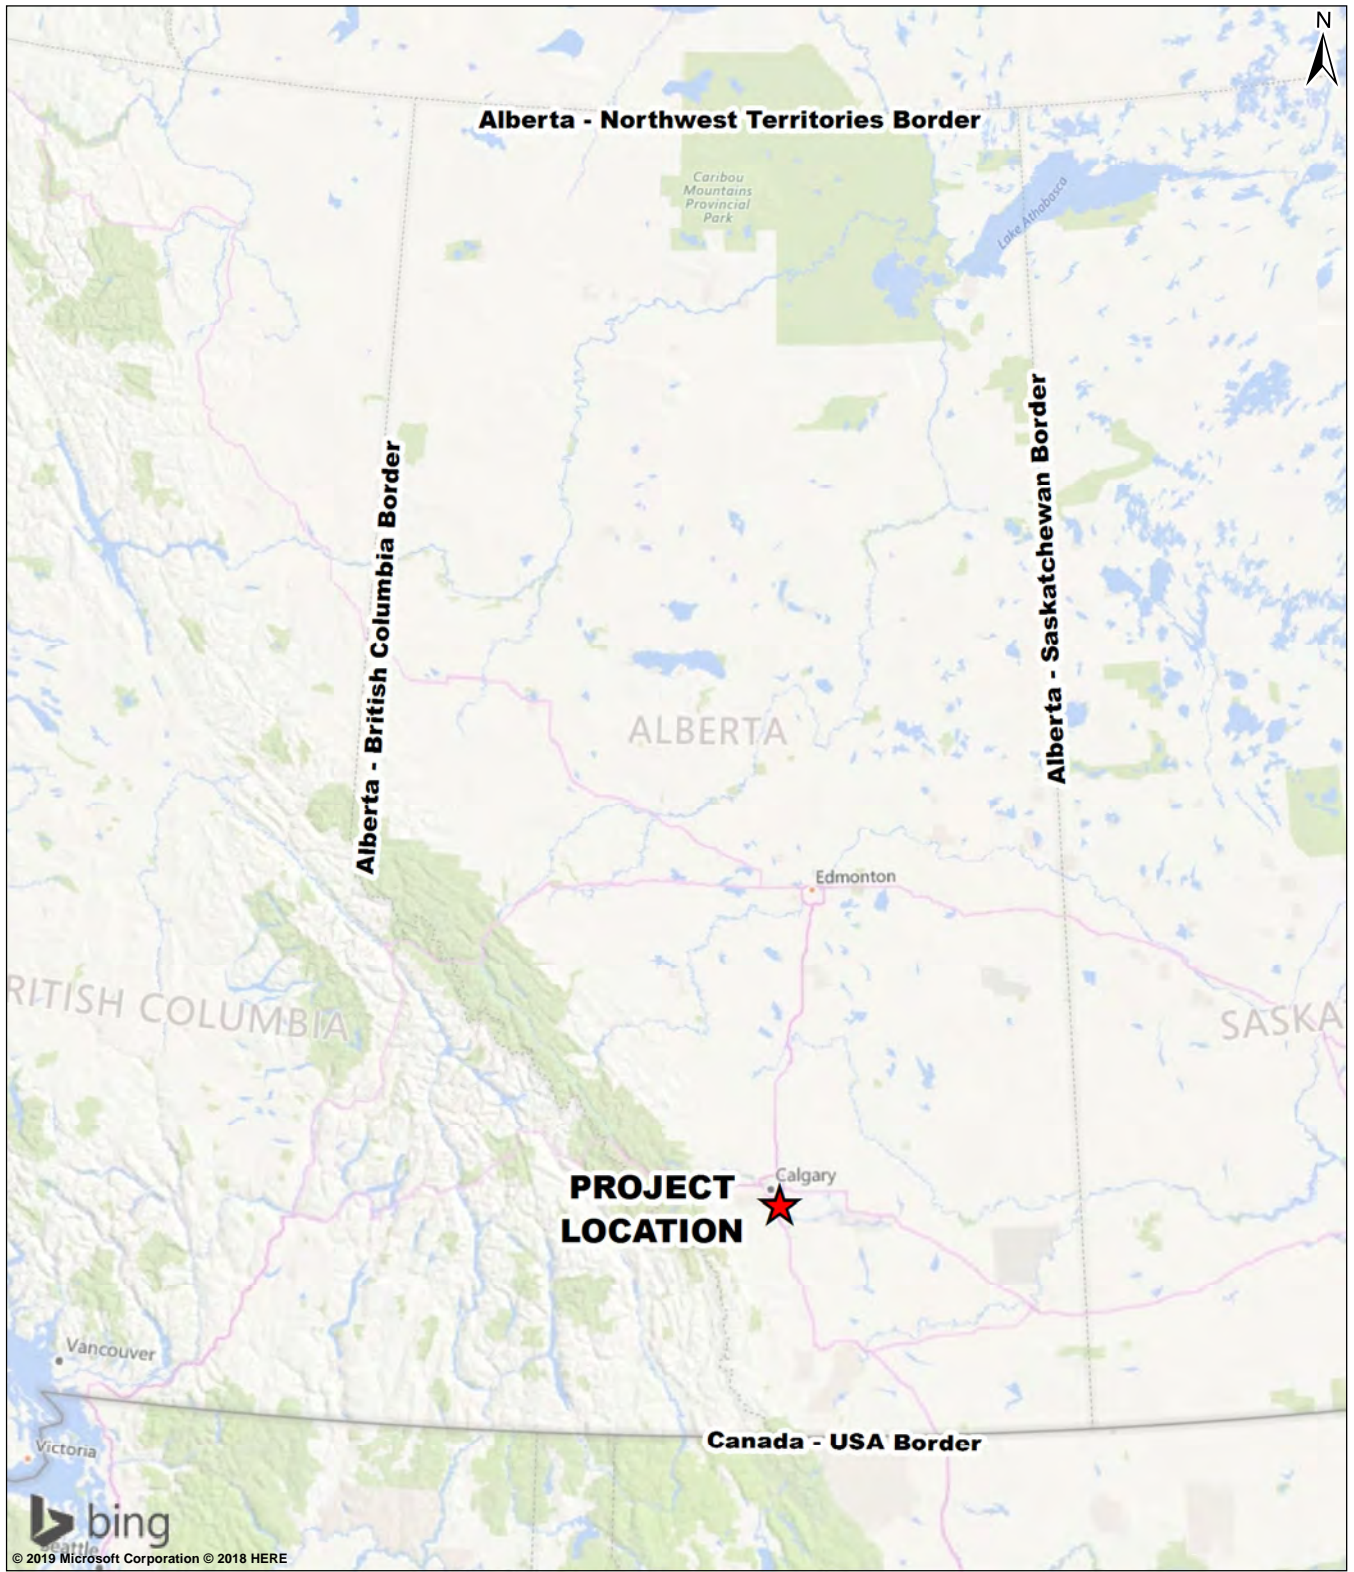 N
Alberta - Northwest Territories Border
Caribou
Mountains
Provincial
Park
Lake Athabasca
Alberta - British Columbia Border
Alberta - Saskatchewan Border
ALBERTA
Edmonton
RITISH COLUMBIA
SASKA
Calgary
PROJECT
LOCATION
Vancouver
Canada - USA Border
Victoria
bing
Seattle
© 2019 Microsoft Corporation © 2018 HERE